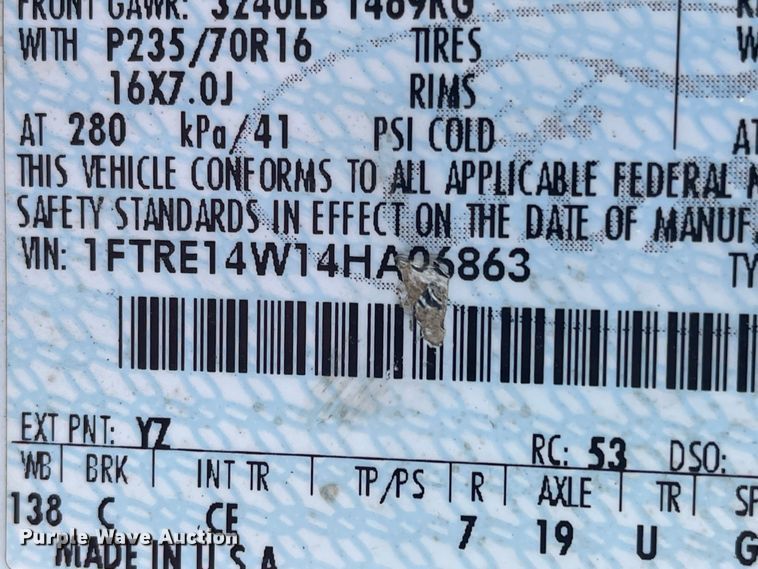 FRONT GAWR: 3240LB 1469KG
WITH P235/70R16 TIRES
16X7.0J RIMS
AT 280 kPa/41 PSI COLD
THIS VEHICLE CONFORMS TO ALL APPLICABLE FEDERAL M
SAFETY STANDARDS IN EFFECT ON THE DATE OF MANUF
VIN: 1FTRE14W14HA06863 TY
EXT PNT: YZ RC: 53 DSO:
WB BRK INT TR TP/PS R AXLE TR SP
138 C CE 7 19 U G
Purple Wave Auction
MADE IN U S A